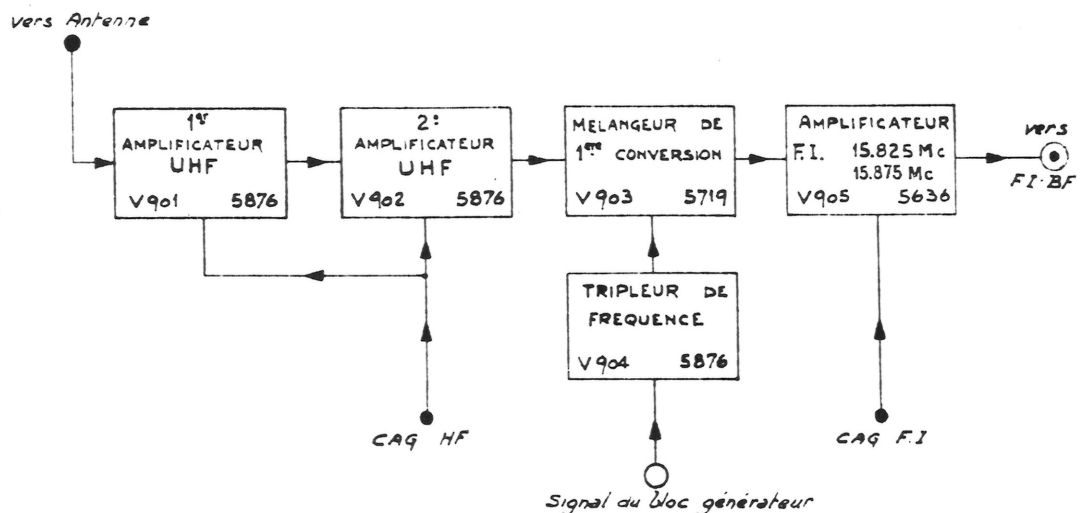 vers Antenne
1er
AMPLIFICATEUR
UHF
V901 5876
2e
AMPLIFICATEUR
UHF
V902 5876
MELANGEUR DE
1ere CONVERSION
V903 5719
AMPLIFICATEUR
F.I. 15.825 Mc
15.875 Mc
V905 5636
vers
FI-BF
TRIPLEUR DE
FREQUENCE
V904 5876
CAG HF
CAG F.I
Signal du bloc générateur